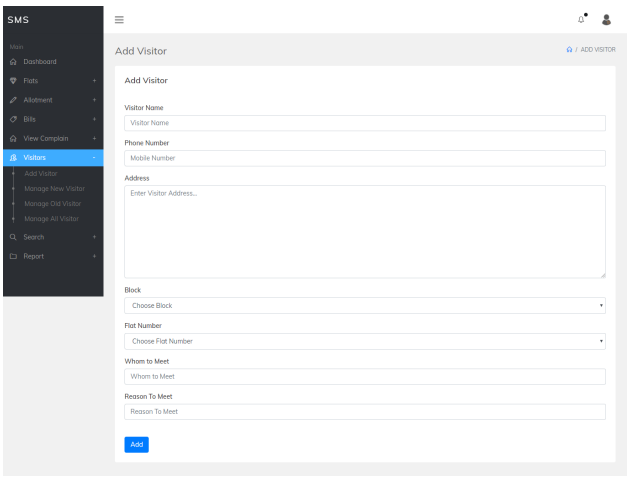 SMS
Main
Dashboard
Flats +
Allotment +
Bills +
View Complain +
Visitors -
Add Visitor
Manage New Visitor
Manage Old Visitor
Manage All Visitor
Search +
Report +
Add Visitor
/ ADD VISITOR
Add Visitor
Visitor Name
Visitor Name
Phone Number
Mobile Number
Address
Enter Visitor Address...
Block
Choose Block
Flat Number
Choose Flat Number
Whom to Meet
Whom to Meet
Reason To Meet
Reason To Meet
Add